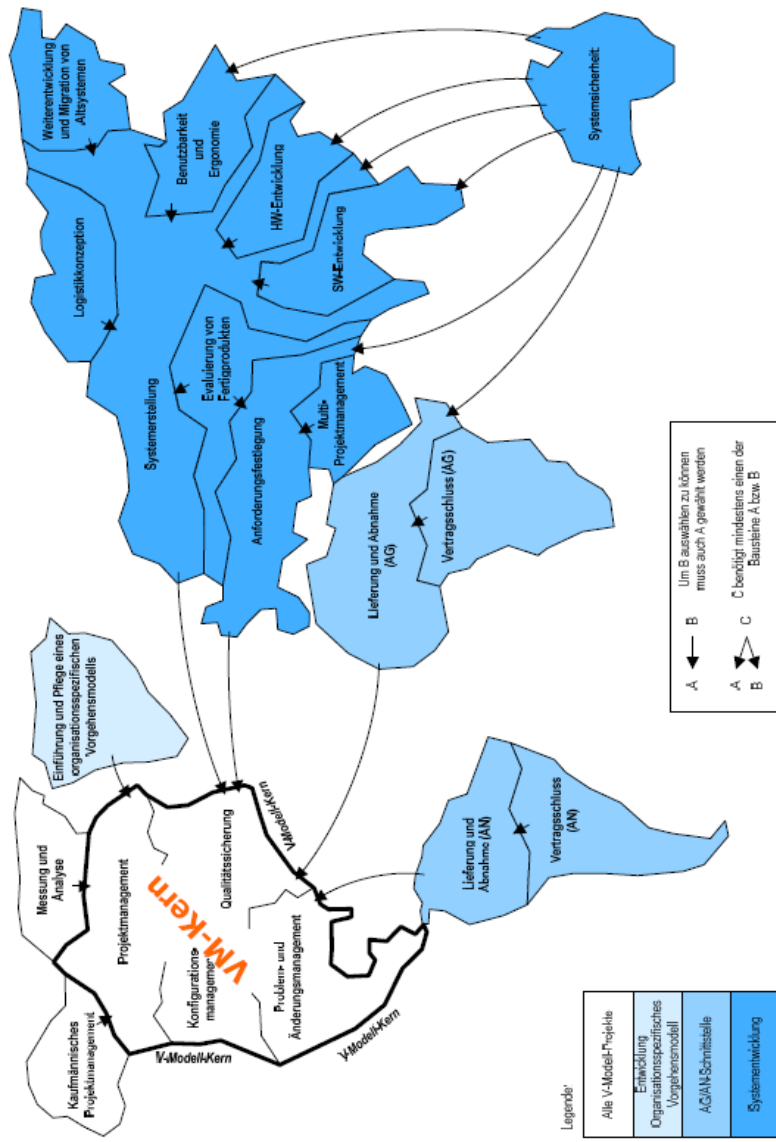 Kaufmännisches
Projektmanagement
Messung und
Analyse
Einführung und Pflege eines
organisationsspezifischen
Vorgehensmodells
Projektmanagement
Konfigurations-
management
VM-Kern
Qualitätssicherung
Problem- und
Änderungsmanagement
V-Modell-Kern
V-Modell-Kern
V-Modell-Kern
Lieferung und
Abnahme (AN)
Vertragsschluss
(AN)
Lieferung und Abnahme
(AG)
Vertragsschluss (AG)
Systemerstellung
Logistikkonzeption
Weiterentwicklung
und Migration von
Altsystemen
Benutzbarkeit
und
Ergonomie
HW-Entwicklung
SW-Entwicklung
Evaluierung von
Fertigprodukten
Anforderungsfestlegung
Multi-
Projektmanagement
Systemsicherheit
Legende:
Alle V-Modell-Projekte
Entwicklung
Organisationsspezifisches
Vorgehensmodell
AG/AN-Schnittstelle
Systementwicklung
A B Um B auswählen zu können
muss auch A gewählt werden
A C C benötigt mindestens einen der
B Bausteine A bzw. B